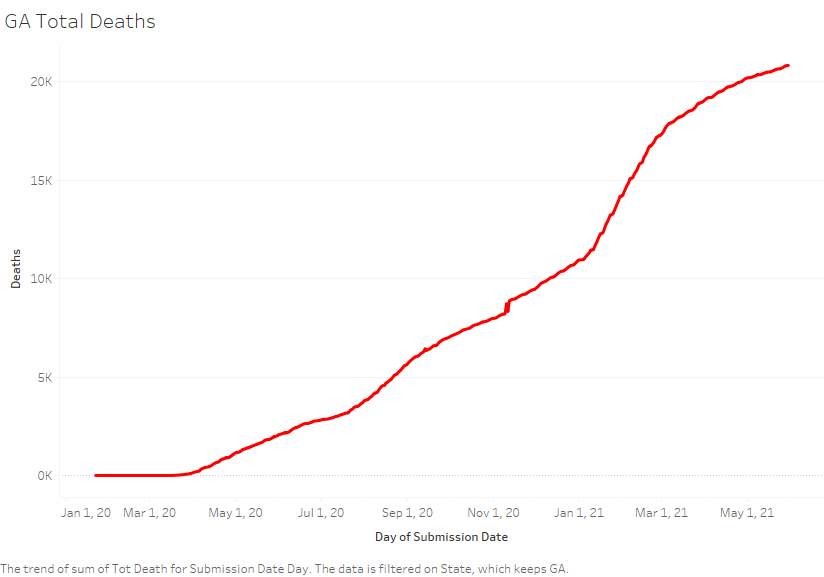 GA Total Deaths
20K
15K
10K
5K
0K
Deaths
Jan 1, 20 Mar 1, 20 May 1, 20 Jul 1, 20 Sep 1, 20 Nov 1, 20 Jan 1, 21 Mar 1, 21 May 1, 21
Day of Submission Date
The trend of sum of Tot Death for Submission Date Day. The data is filtered on State, which keeps GA.